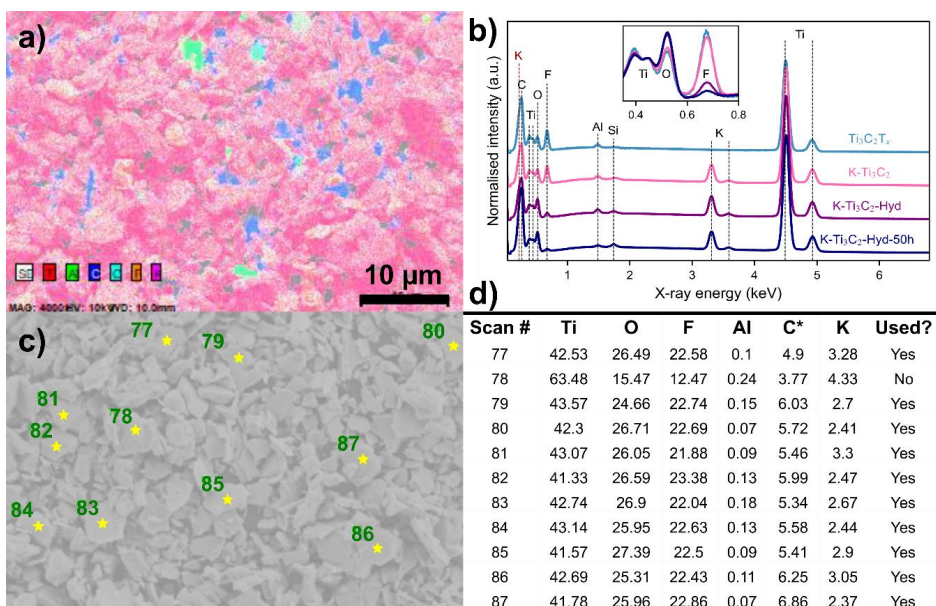 a)
SE T A C C F K
MAG: 4000x HV: 10kV WD: 10.0mm
10 µm
b)
Normalised intensity (a.u.)
K
C
Ti
O
F
Al
Si
K
Ti
Ti O F
0.4 0.6 0.8
Ti₃C₂Tₓ
K-Ti₃C₂
K-Ti₃C₂-Hyd
K-Ti₃C₂-Hyd-50h
1 2 3 4 5 6
X-ray energy (keV)
c)
77
79
80
81
82
78
87
85
84
83
86
d)
Scan # Ti O F Al C* K Used?
77 42.53 26.49 22.58 0.1 4.9 3.28 Yes
78 63.48 15.47 12.47 0.24 3.77 4.33 No
79 43.57 24.66 22.74 0.15 6.03 2.7 Yes
80 42.3 26.71 22.69 0.07 5.72 2.41 Yes
81 43.07 26.05 21.88 0.09 5.46 3.3 Yes
82 41.33 26.59 23.38 0.13 5.99 2.47 Yes
83 42.74 26.9 22.04 0.18 5.34 2.67 Yes
84 43.14 25.95 22.63 0.13 5.58 2.44 Yes
85 41.57 27.39 22.5 0.09 5.41 2.9 Yes
86 42.69 25.31 22.43 0.11 6.25 3.05 Yes
87 41.78 25.96 22.86 0.07 6.86 2.37 Yes